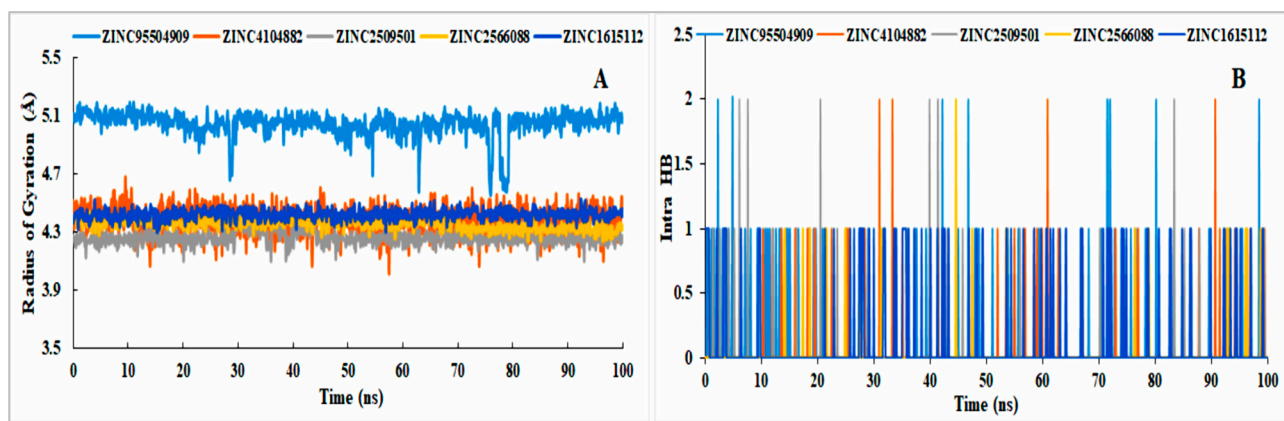 ZINC95504909 ZINC4104882 ZINC2509501 ZINC2566088 ZINC1615112
A
Radius of Gyration (Å)
5.5
5.1
4.7
4.3
3.9
3.5
0 10 20 30 40 50 60 70 80 90 100
Time (ns)
ZINC95504909 ZINC4104882 ZINC2509501 ZINC2566088 ZINC1615112
B
Intra HB
2.5
2
1.5
1
0.5
0
0 10 20 30 40 50 60 70 80 90 100
Time (ns)